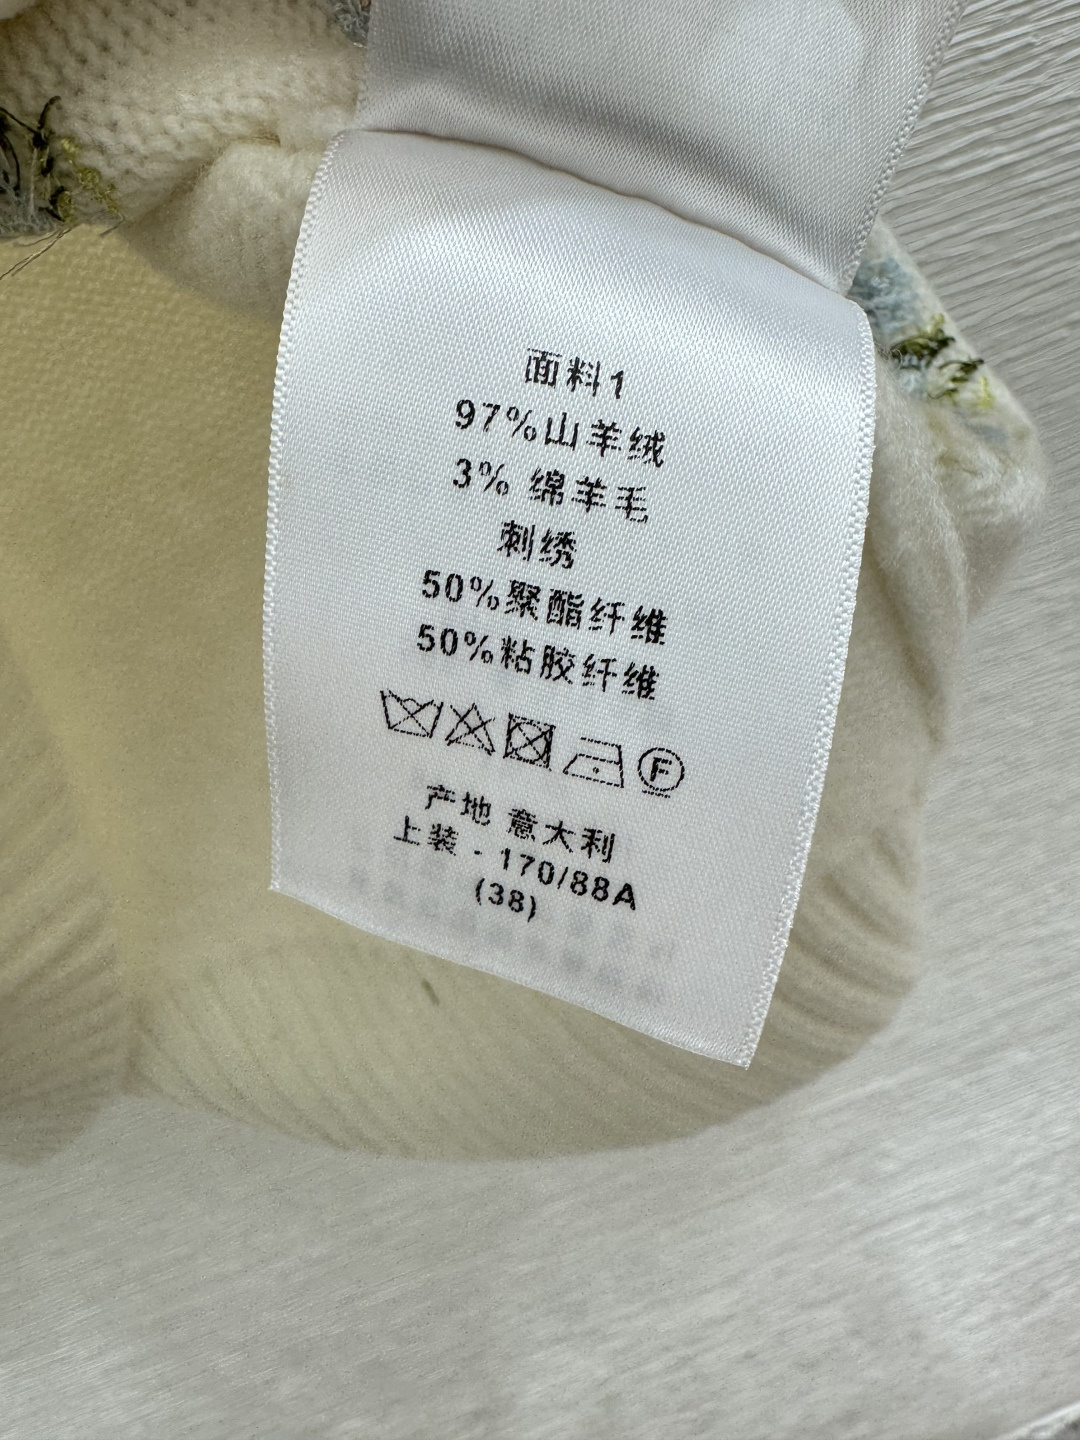 面料1
97%山羊绒
3% 绵羊毛
刺绣
50%聚酯纤维
50%粘胶纤维
F
产地 意大利
上装 - 170/88A
(38)